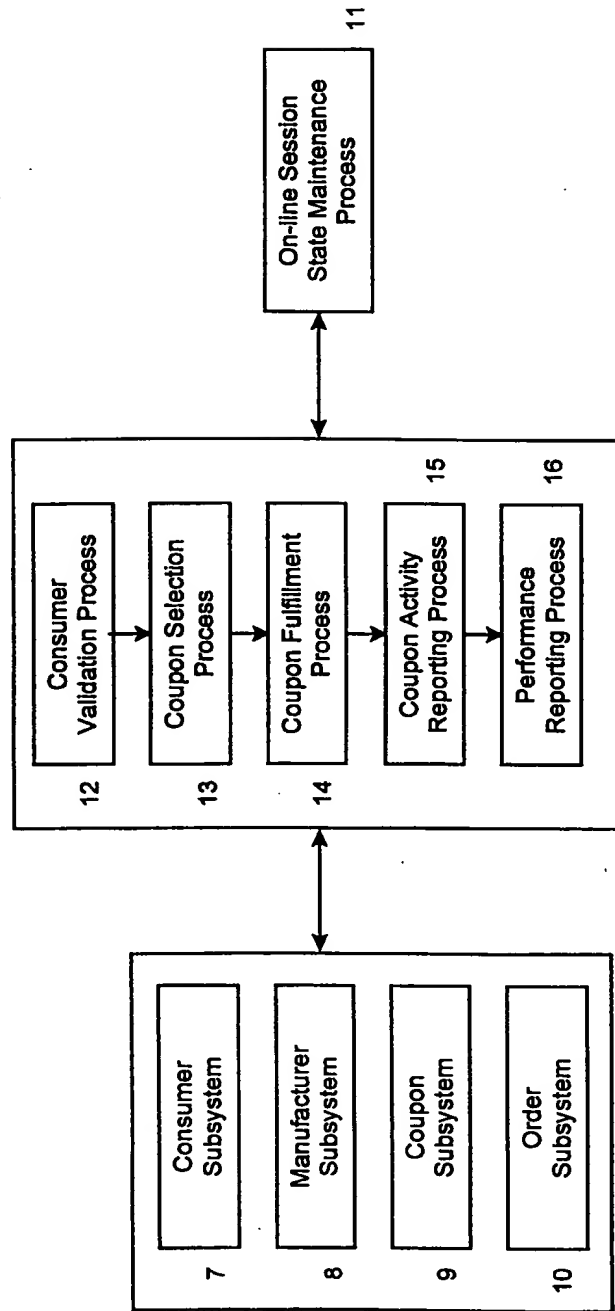 7
Consumer
Subsystem
8
Manufacturer
Subsystem
9
Coupon
Subsystem
10
Order
Subsystem
12
Consumer
Validation Process
13
Coupon Selection
Process
14
Coupon Fulfillment
Process
Coupon Activity
Reporting Process
15
Performance
Reporting Process
16
On-line Session
State Maintenance
Process
11